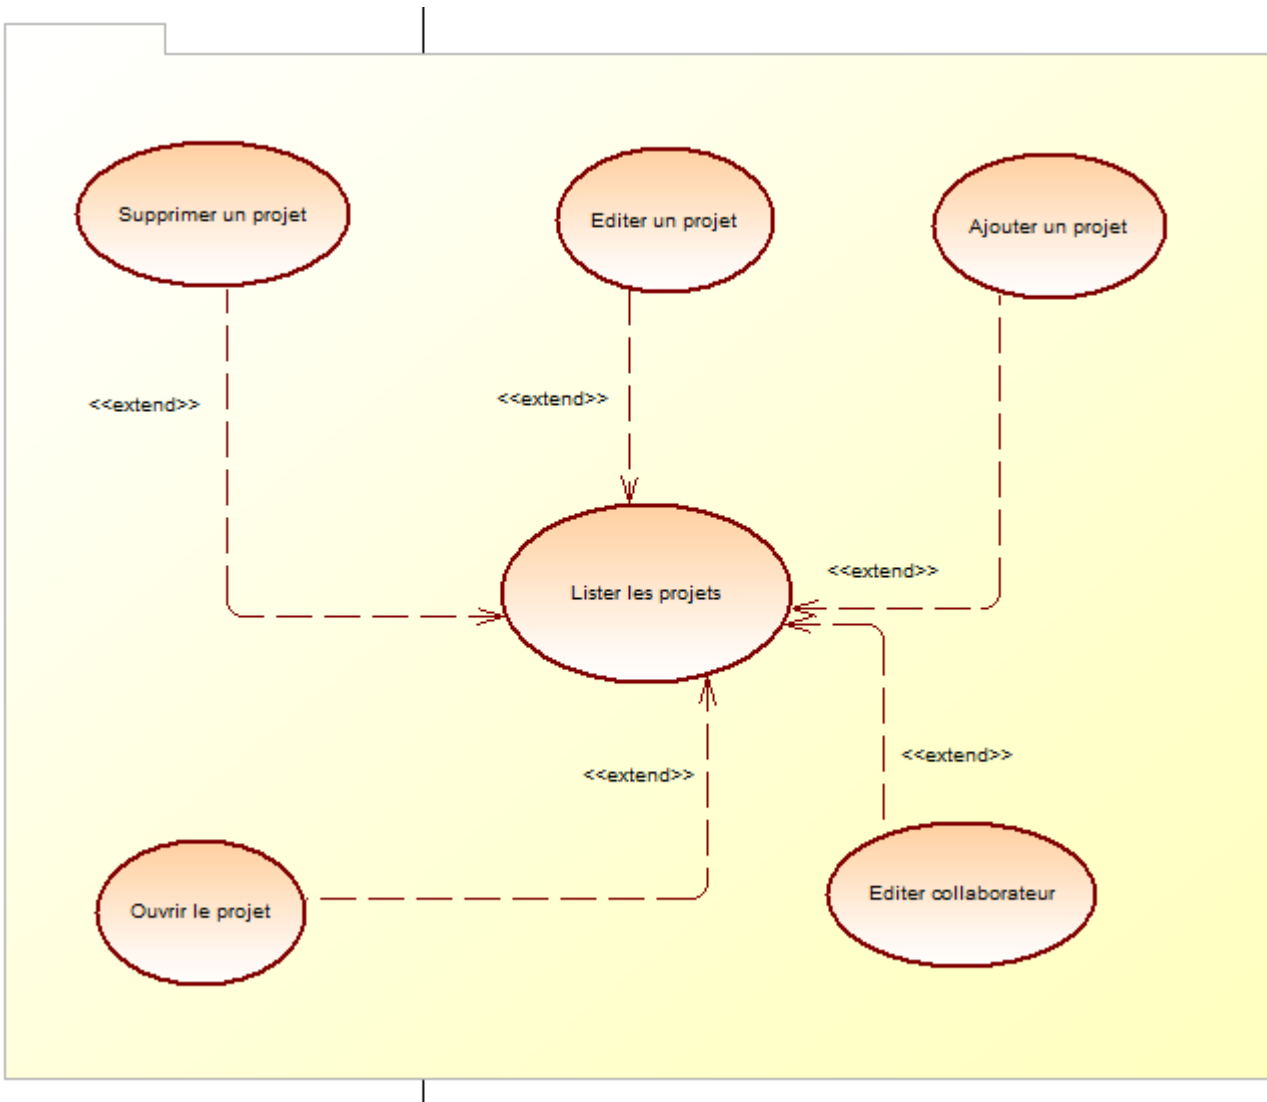 Supprimer un projet
Editer un projet
Ajouter un projet
<<extend>>
<<extend>>
<<extend>>
Lister les projets
<<extend>>
<<extend>>
Ouvrir le projet
Editer collaborateur